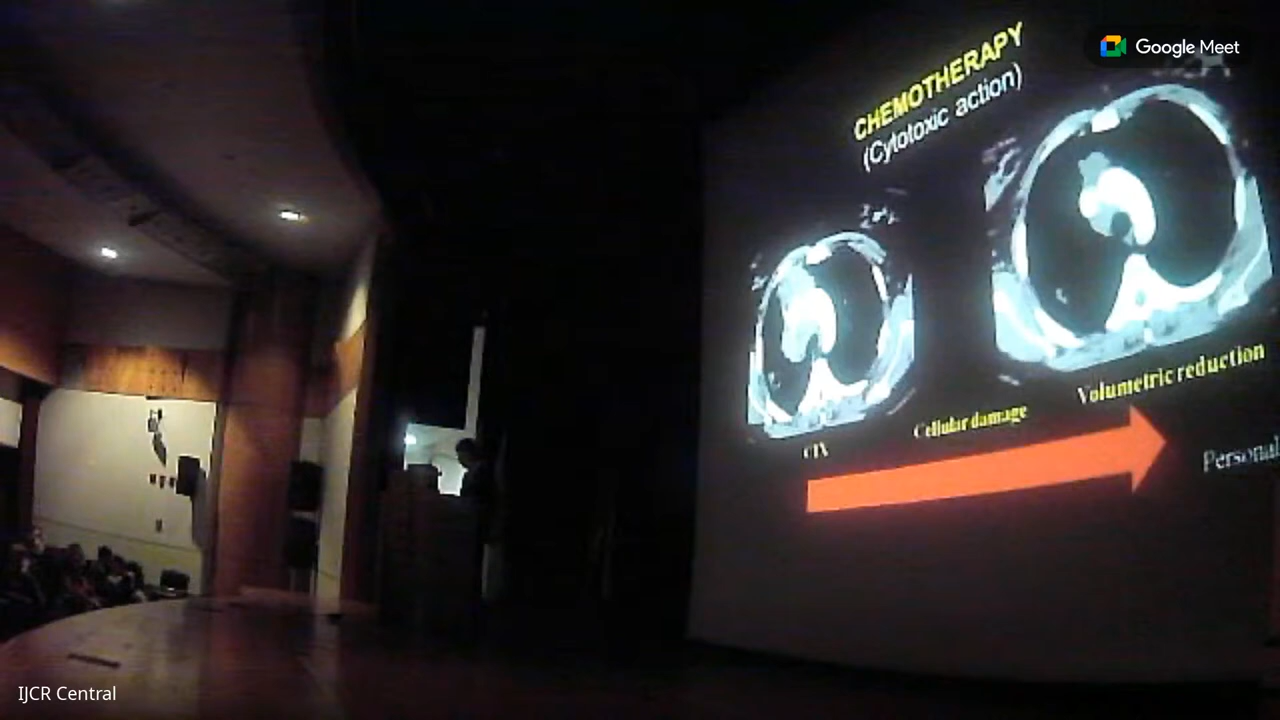 Google Meet
CHEMOTHERAPY
(Cytotoxic action)
Volumetric reduction
Cellular damage
CTX
Personal
IJCR Central